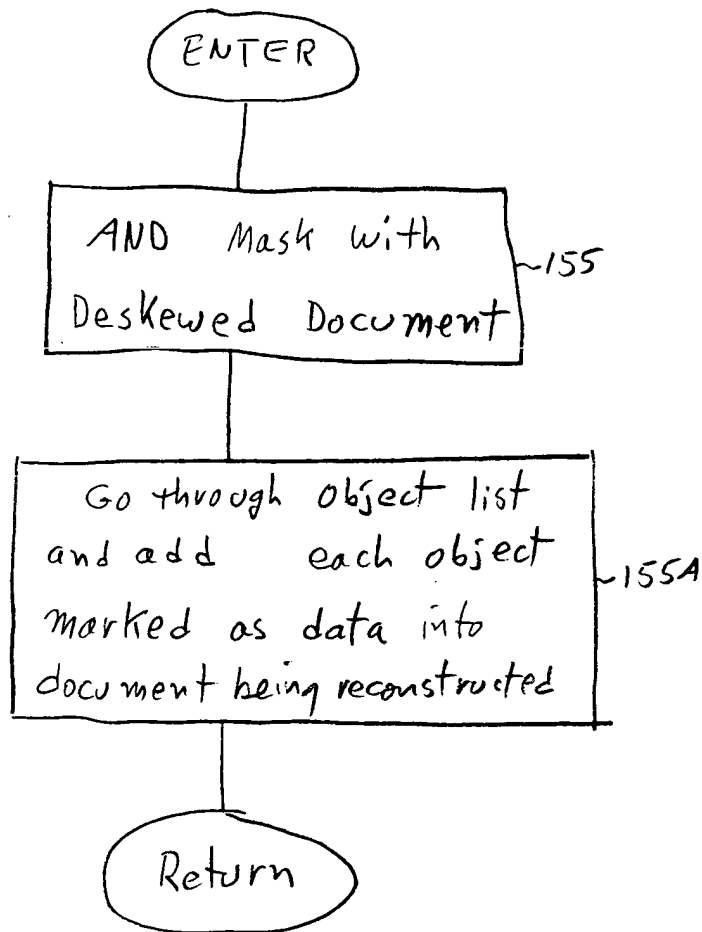 ENTER
AND Mask with
Deskewed Document
~155
Go through object list
and add each object
marked as data into
document being reconstructed
~155A
Return